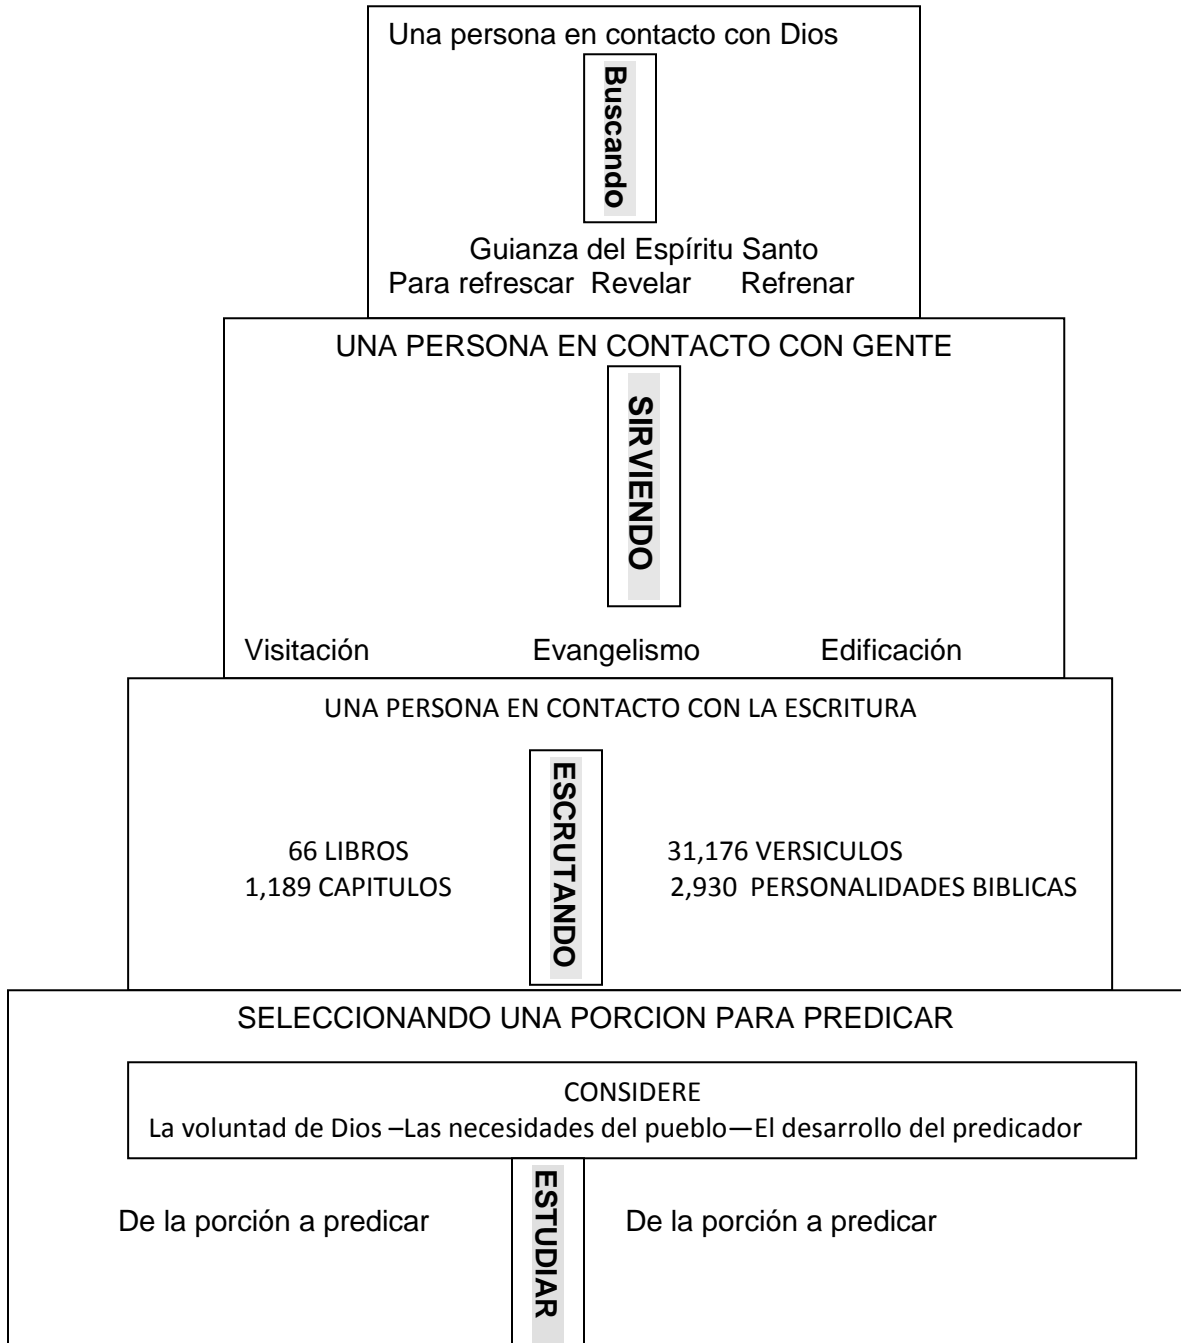 Una persona en contacto con Dios
Buscando
Guianza del Espíritu Santo
Para refrescar Revelar Refrenar
UNA PERSONA EN CONTACTO CON GENTE
SIRVIENDO
Visitación Evangelismo Edificación
UNA PERSONA EN CONTACTO CON LA ESCRITURA
ESCRUTANDO
66 LIBROS 31,176 VERSICULOS
1,189 CAPITULOS 2,930 PERSONALIDADES BIBLICAS
SELECCIONANDO UNA PORCION PARA PREDICAR
CONSIDERE
La voluntad de Dios –Las necesidades del pueblo—El desarrollo del predicador
ESTUDIAR
De la porción a predicar De la porción a predicar